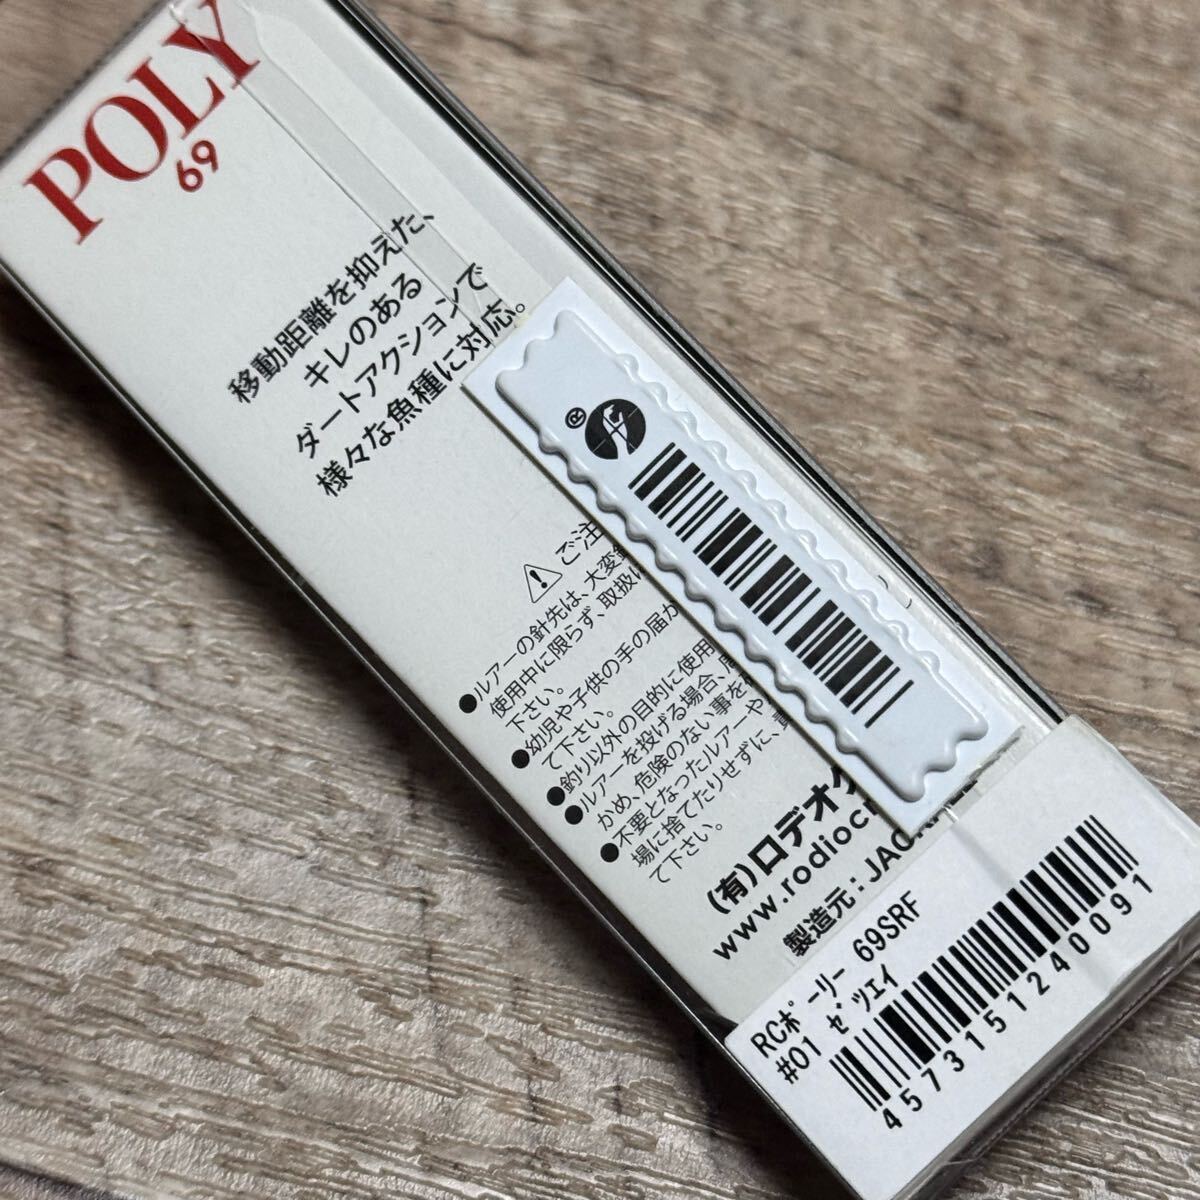 POLY
69
移動距離を抑えた、
キレのある
ダートアクションで
様々な魚種に対応。
®
ご注
●ルアーの針先は、大変
使用中に限らず、取扱
下さい。
●幼児や子供の手の届か
て下さい。
●釣り以外の目的に使用
●ルアーを投げる場合、
かめ、危険のない事を
●不要となったルアーや
場に捨てたりせずに、
て下さい。
(有)ロデオク
www.rodiocr
製造元:JACK
RCポーリー 69SRF
#01 ゼツエイ
4573151240091